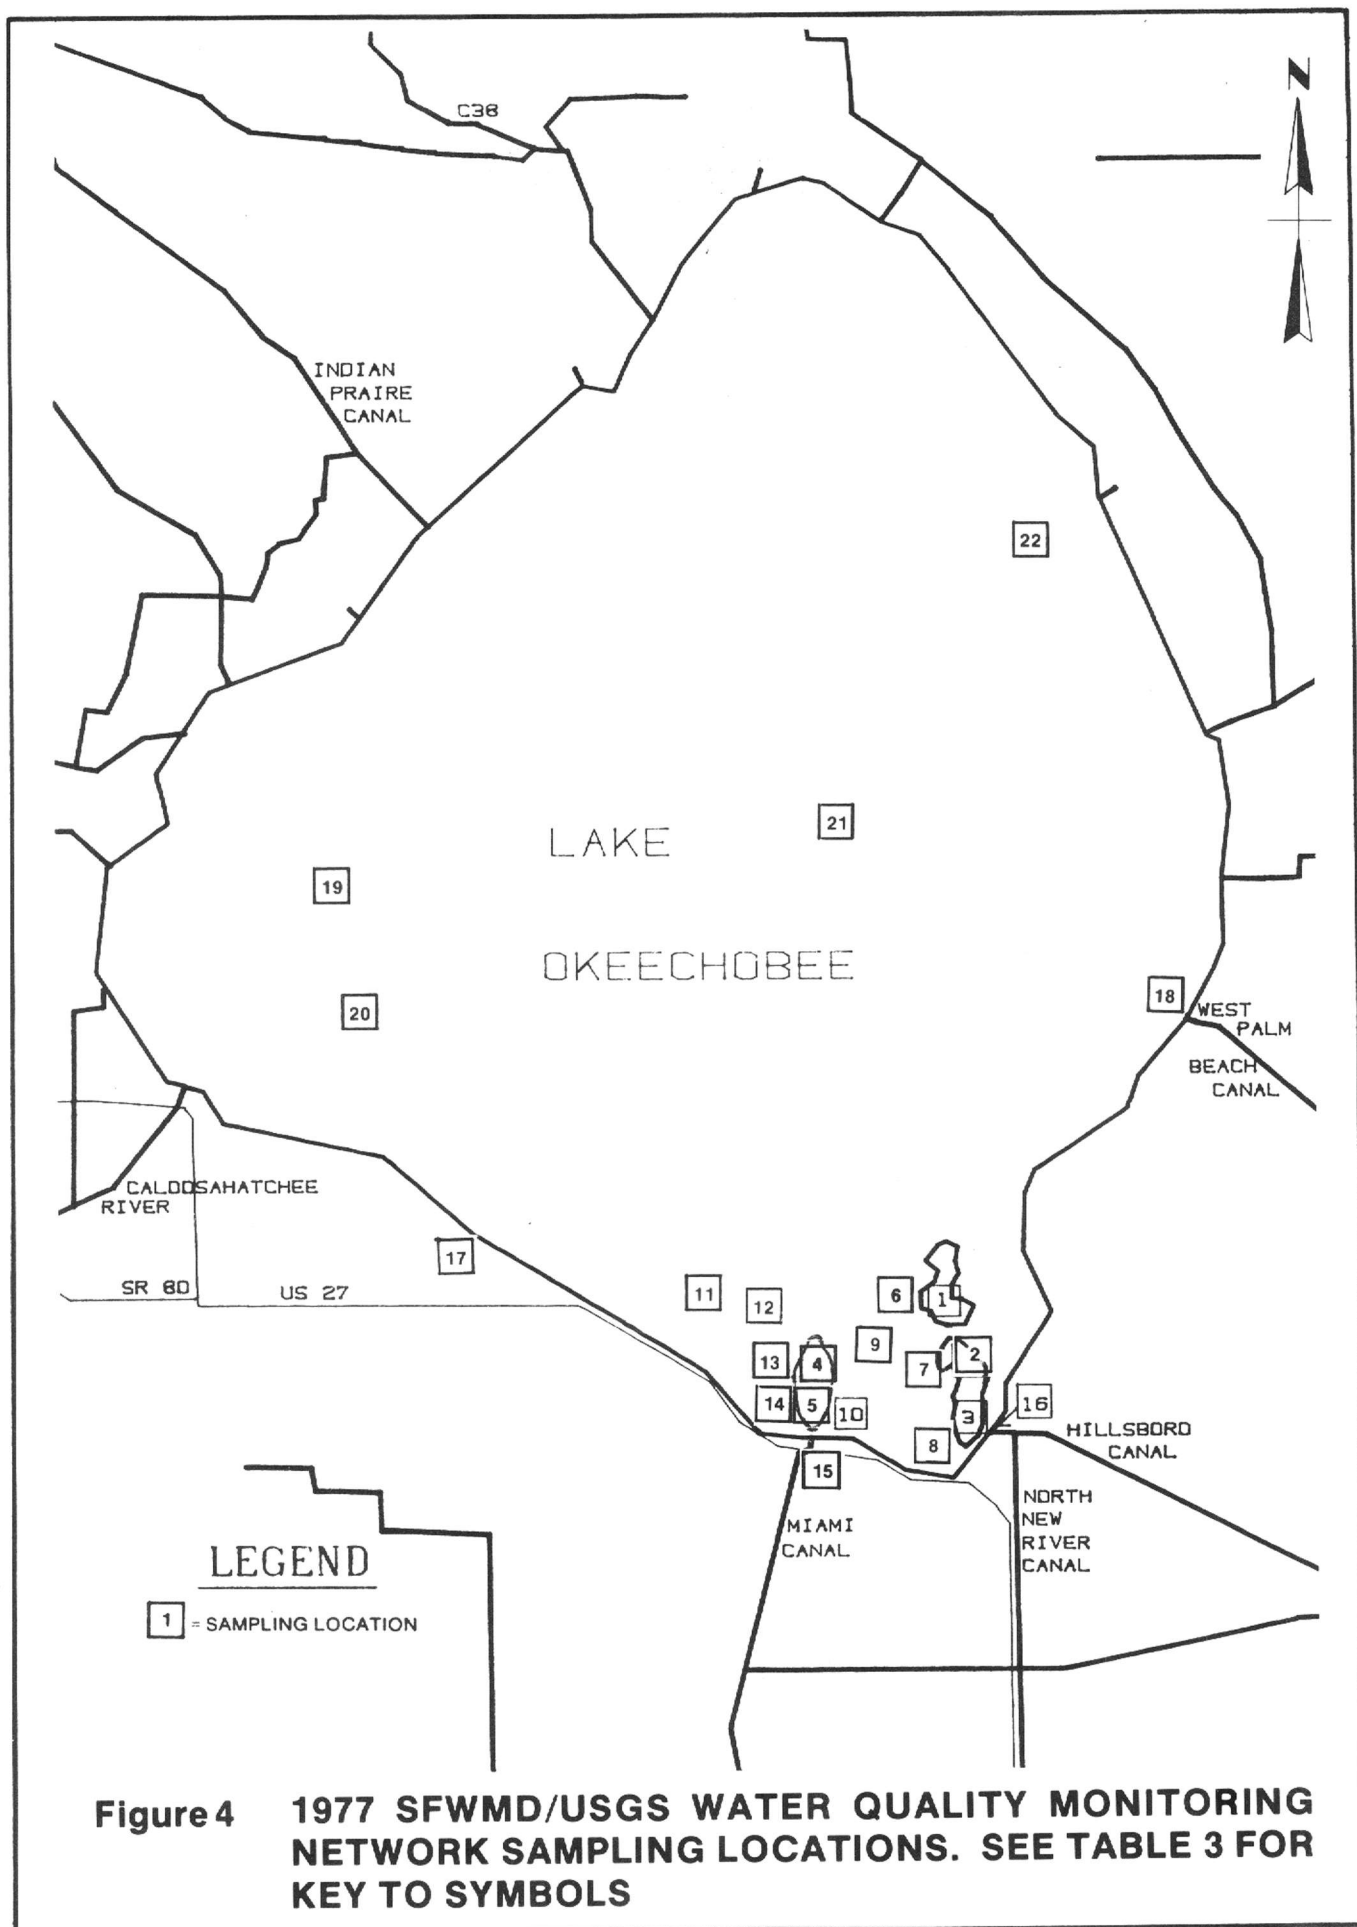 N
C38
INDIAN
PRAIRE
CANAL
22
21
LAKE
19
OKEECHOBEE
18
20
WEST
PALM
BEACH
CANAL
CALOOSAHATCHEE
RIVER
17
SR 80
US 27
11
12
6
1
9
2
13
4
7
14
5
10
3
16
8
HILLSBORO
CANAL
15
MIAMI
CANAL
NORTH
NEW
RIVER
CANAL
LEGEND
1 = SAMPLING LOCATION
Figure 4 1977 SFWMD/USGS WATER QUALITY MONITORING
NETWORK SAMPLING LOCATIONS. SEE TABLE 3 FOR
KEY TO SYMBOLS